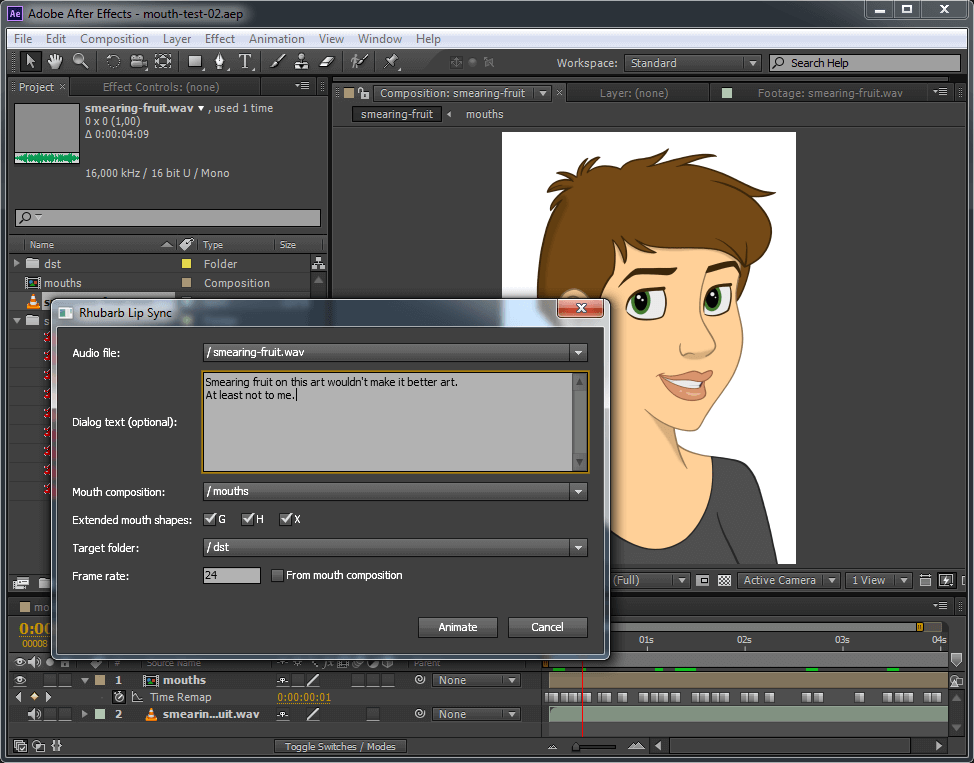 Ae Adobe After Effects - mouth-test-02.aep
File Edit Composition Layer Effect Animation View Window Help
Workspace: Standard Search Help
Project × Effect Controls: (none)
smearing-fruit.wav ▼ , used 1 time
0 x 0 (1,00)
Δ 0:00:04:09
16,000 kHz / 16 bit U / Mono
Composition: smearing-fruit × Layer: (none) Footage: smearing-fruit.wav
smearing-fruit mouths
Name Type Size
dst Folder
mouths Composition
Rhubarb Lip Sync
Audio file: / smearing-fruit.wav
Dialog text (optional):
Smearing fruit on this art wouldn't make it better art.
At least not to me.
Mouth composition: / mouths
Extended mouth shapes: G H X
Target folder: / dst
Frame rate: 24 From mouth composition
Animate Cancel
(Full) Active Camera 1 View
mo
0:00
00008
01s 02s 03s 04s
# Source Name Parent
1 mouths None
Time Remap 0:00:00:01
2 smearin...uit.wav None
Toggle Switches / Modes